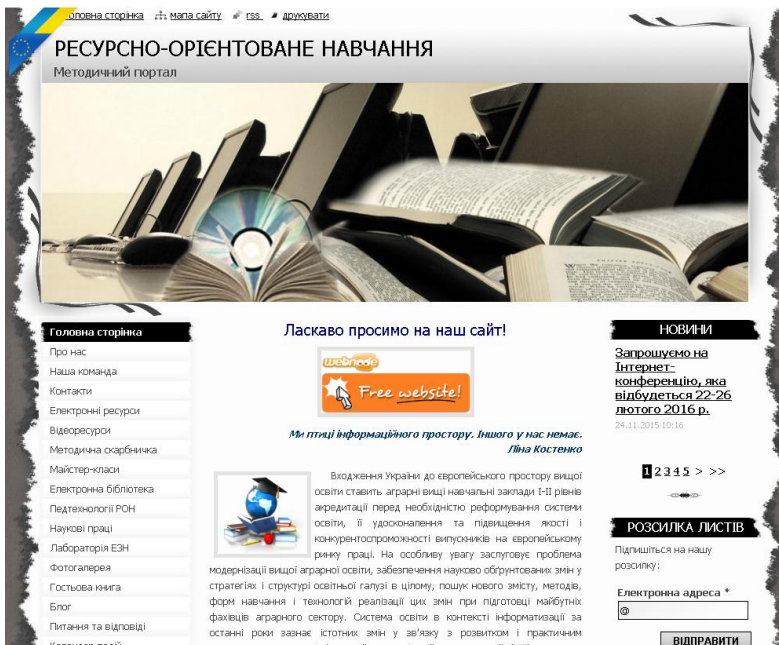 головна сторінка мапа сайту rss друкувати
РЕСУРСНО-ОРІЄНТОВАНЕ НАВЧАННЯ
Методичний портал
Головна сторінка
Про нас
Наша команда
Контакти
Електронні ресурси
Відеоресурси
Методична скарбничка
Майстер-класи
Електронна бібліотека
Педтехнології РОН
Наукові праці
Лабораторія ЕЗН
Фотогалерея
Гостьова книга
Блог
Питання та відповіді
Календар подій
Ласкаво просимо на наш сайт!
webnode
Free website!
Ми птиці інформаційного простору. Іншого у нас немає.
Ліна Костенко
Входження України до європейського простору вищої
освіти ставить аграрні вищі навчальні заклади І-ІІ рівнів
акредитації перед необхідністю реформування системи
освіти, її удосконалення та підвищення якості і
конкурентоспроможності випускників на європейському
ринку праці. На особливу увагу заслуговує проблема
модернізації вищої аграрної освіти, забезпечення науково обґрунтованих змін у
стратегіях і структурі освітньої галузі в цілому, пошук нового змісту, методів,
форм навчання і технологій реалізації цих змін при підготовці майбутніх
фахівців аграрного сектору. Система освіти в контексті інформатизації за
останні роки зазнає істотних змін у зв'язку з розвитком і практичним
НОВИНИ
Запрошуємо на
Інтернет-
конференцію, яка
відбудеться 22-26
лютого 2016 р.
24.11.2015 10:16
1 2 3 4 5 > >>
РОЗСИЛКА ЛИСТІВ
Підпишіться на нашу
розсилку:
Електронна адреса *
@
ВІДПРАВИТИ